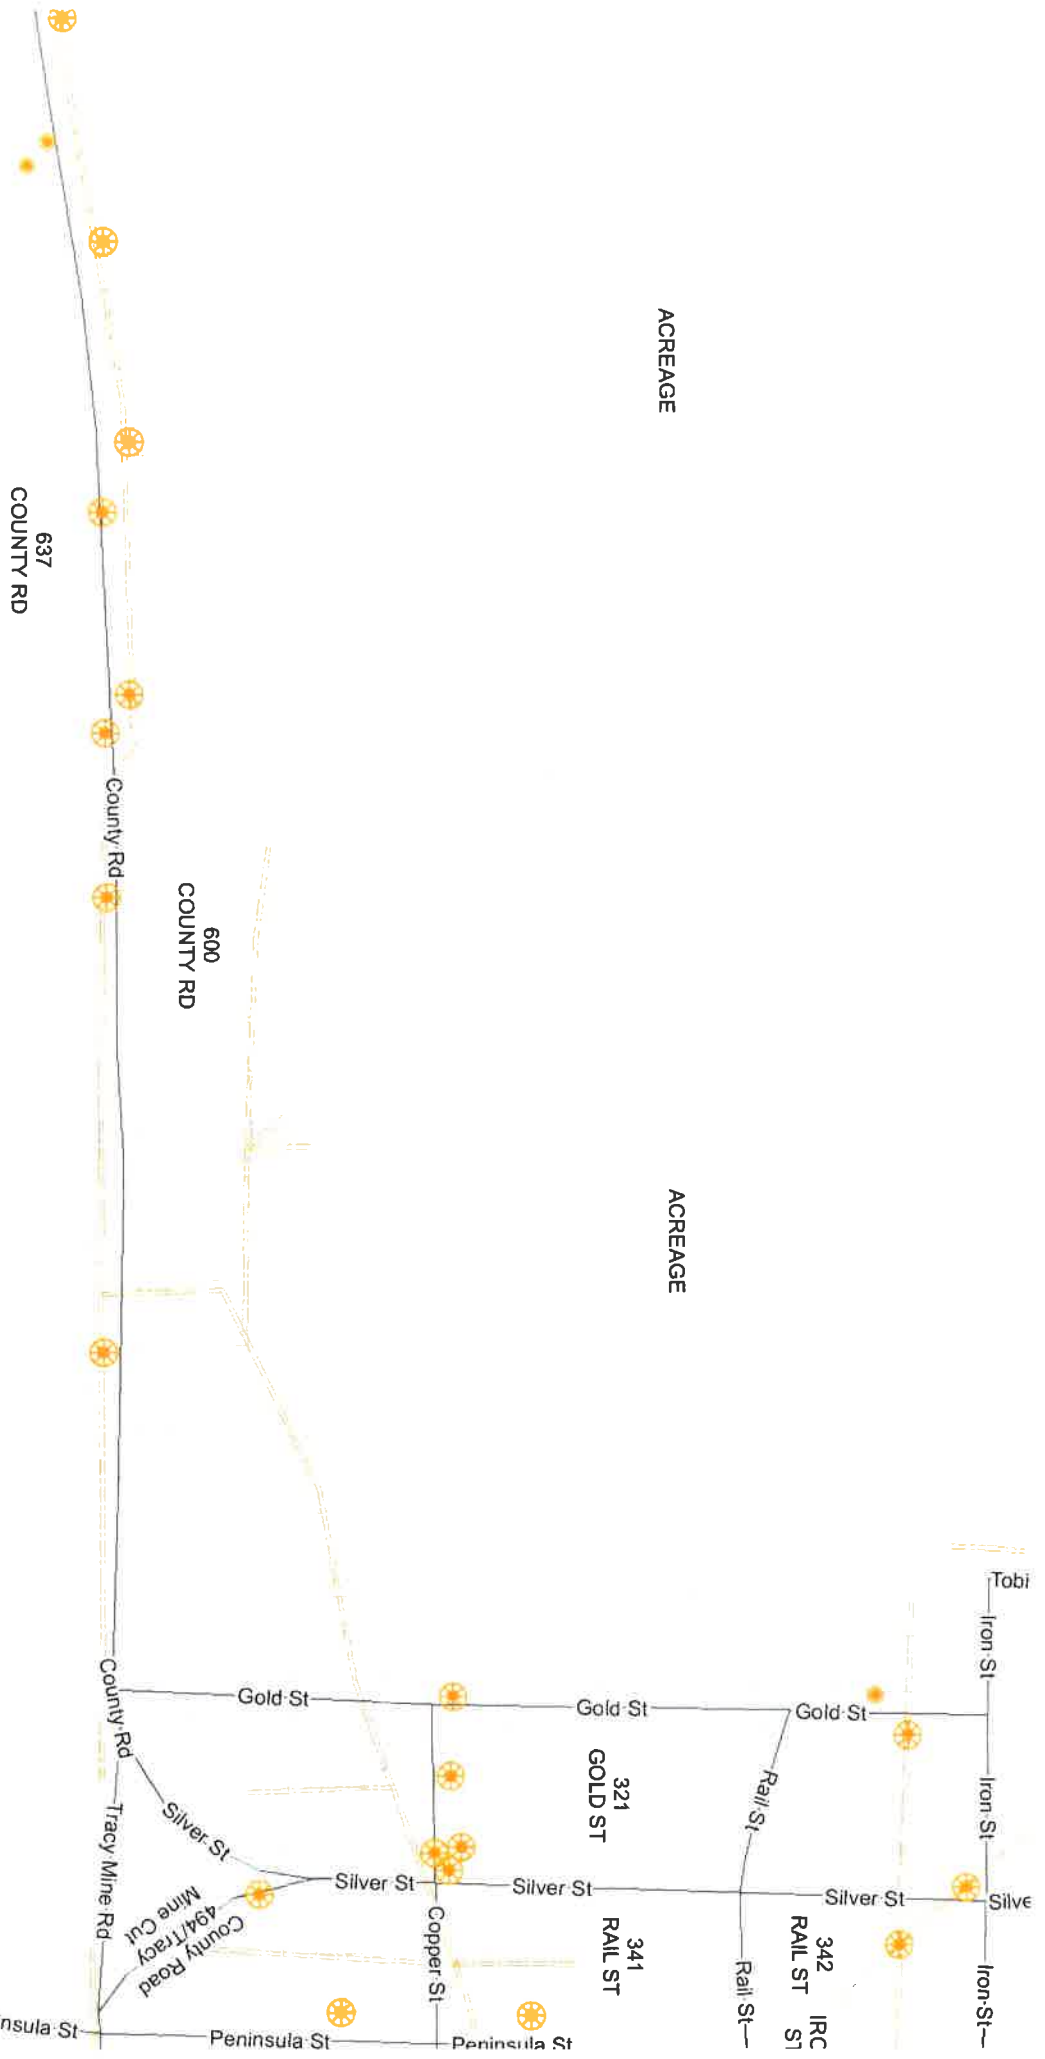 ACREAGE
637
COUNTY RD
County Rd
600
COUNTY RD
ACREAGE
Tobi
Iron St
County Rd
Gold St
Gold St
Gold St
Iron St
321
GOLD ST
Rail St
Silver St
Tracy Mine Rd
Silver St
Silver St
Silver St
Silve
County Road
494/Tracy
Mine Cut
Copper St
341
RAIL ST
342
RAIL ST
Rail St
IRO
ST
Iron St
nsula St
Peninsula St
Peninsula St